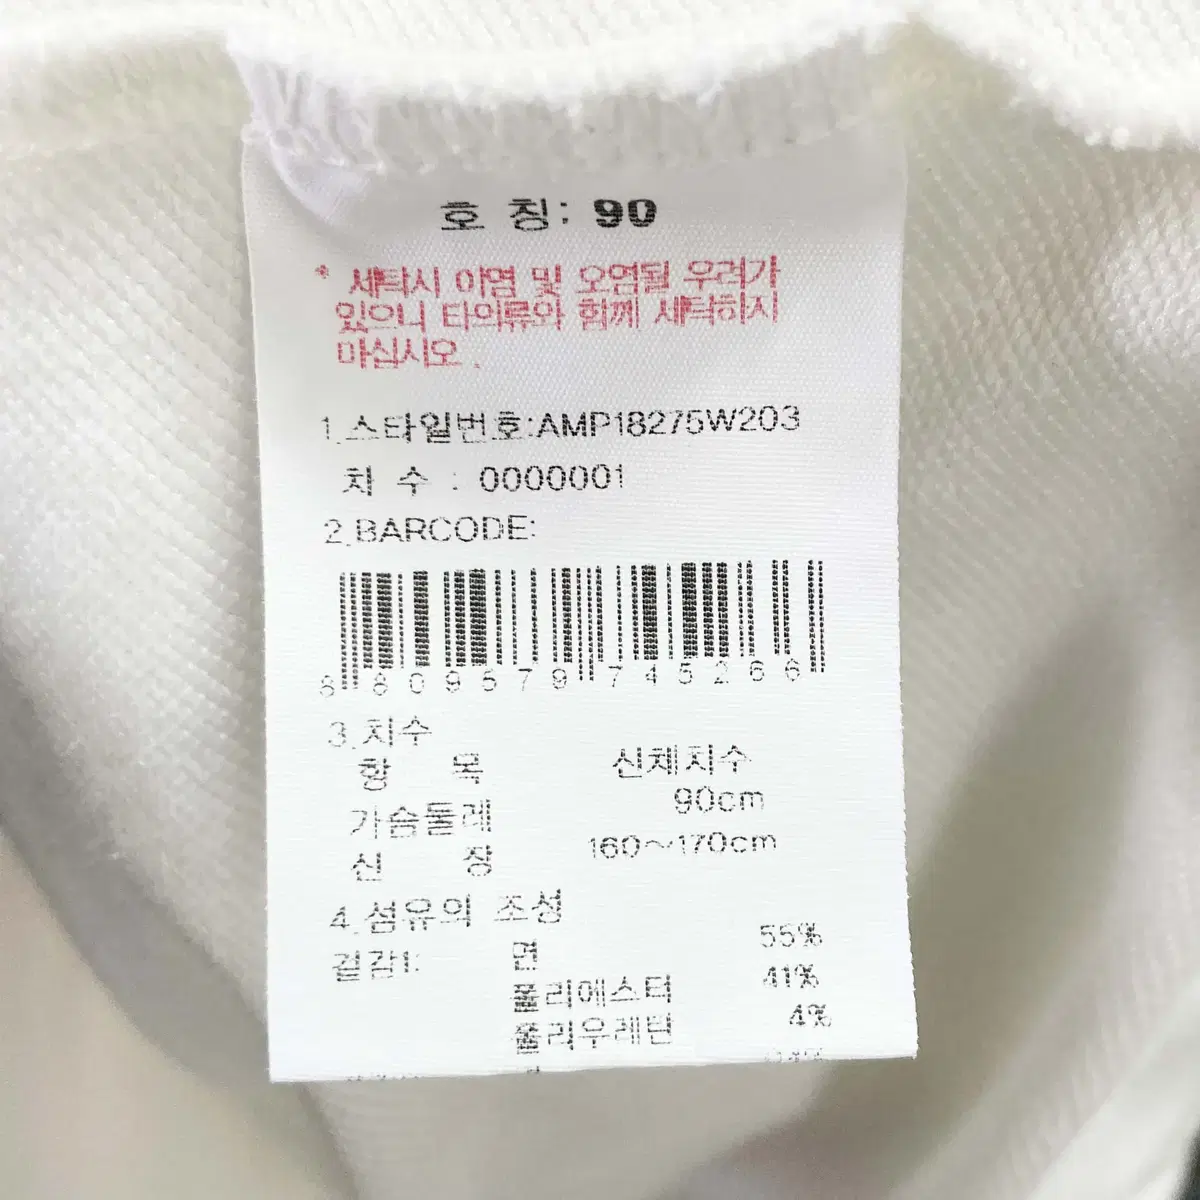 호 칭: 90
* 세탁시 이염 및 오염될 우려가
있으니 타의류와 함께 세탁하지
마십시오.
1.스타일번호:AMP18275W203
차 수 : 0000001
2.BARCODE:
8809579745266
3.치수
항 목 신체치수
가슴둘레 90cm
신 장 160~170cm
4.섬유의 조성
겉감1: 면 55%
폴리에스터 41%
폴리우레탄 4%